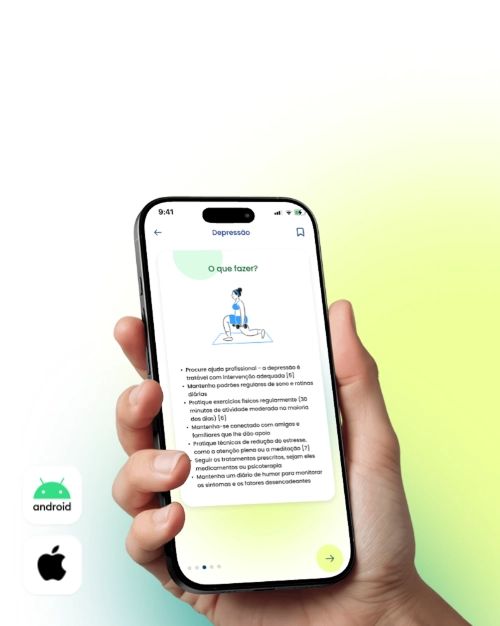 9:41
Depressão
O que fazer?
• Procure ajuda profissional - a depressão é
tratável com intervenção adequada [5]
• Mantenha padrões regulares de sono e rotinas
diárias
• Pratique exercícios físicos regularmente (30
minutos de atividade moderada na maioria
dos dias) [6]
• Mantenha-se conectado com amigos e
familiares que lhe dão apoio
• Pratique técnicas de redução do estresse,
como a atenção plena ou a meditação [7]
• Seguir os tratamentos prescritos, sejam eles
medicamentos ou psicoterapia
• Mantenha um diário de humor para monitorar
os sintomas e os fatores desencadeantes
android